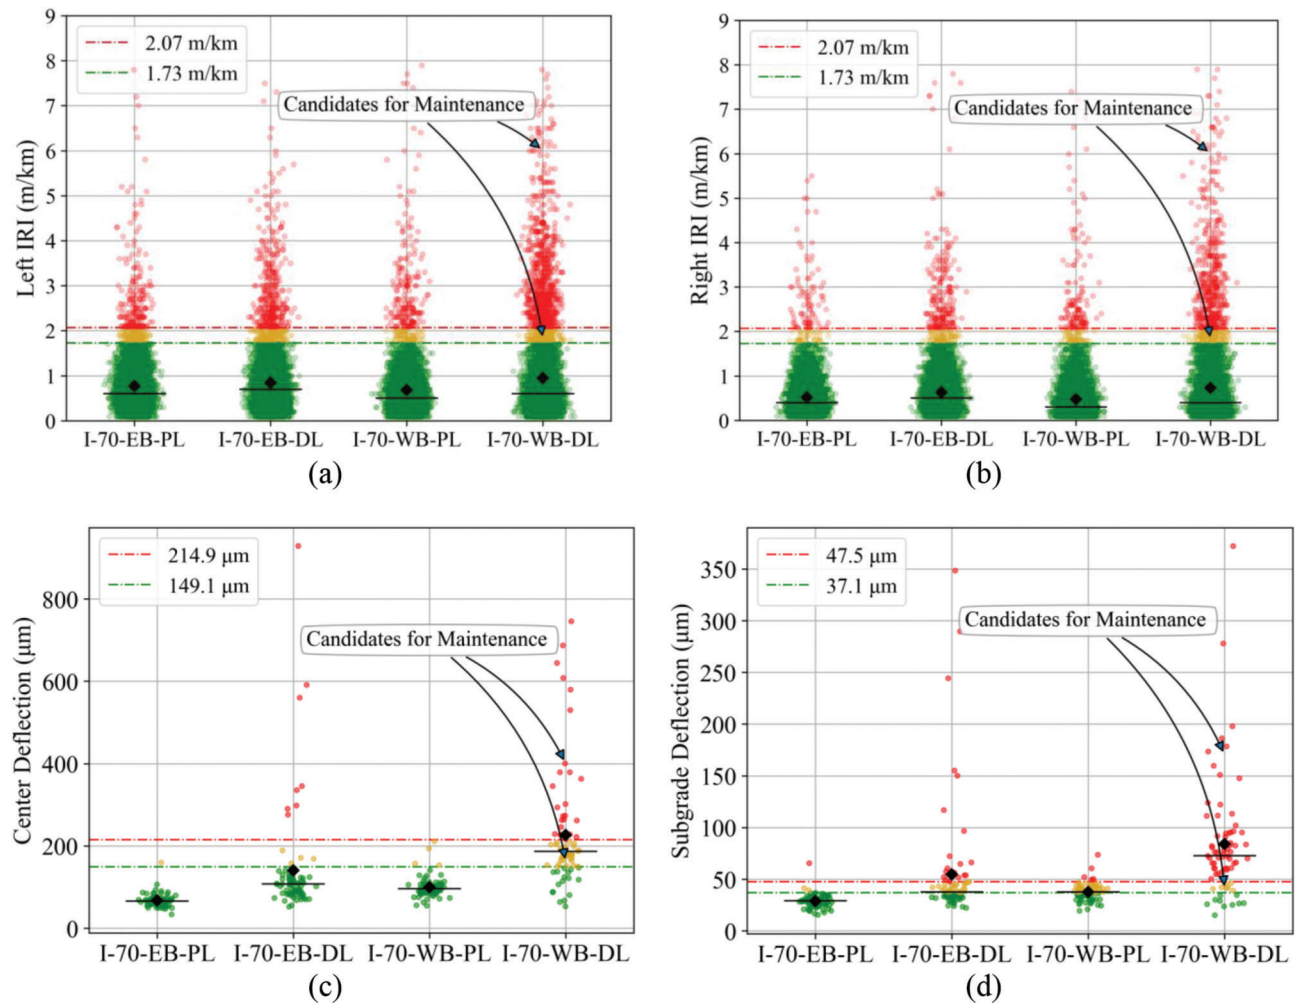 9
8
7
6
5
4
3
2
1
0
Left IRI (m/km)
2.07 m/km
1.73 m/km
Candidates for Maintenance
I-70-EB-PL
I-70-EB-DL
I-70-WB-PL
I-70-WB-DL
(a)
9
8
7
6
5
4
3
2
1
0
Right IRI (m/km)
2.07 m/km
1.73 m/km
Candidates for Maintenance
I-70-EB-PL
I-70-EB-DL
I-70-WB-PL
I-70-WB-DL
(b)
800
600
400
200
0
Center Deflection (μm)
214.9 μm
149.1 μm
Candidates for Maintenance
I-70-EB-PL
I-70-EB-DL
I-70-WB-PL
I-70-WB-DL
(c)
350
300
250
200
150
100
50
0
Subgrade Deflection (μm)
47.5 μm
37.1 μm
Candidates for Maintenance
I-70-EB-PL
I-70-EB-DL
I-70-WB-PL
I-70-WB-DL
(d)